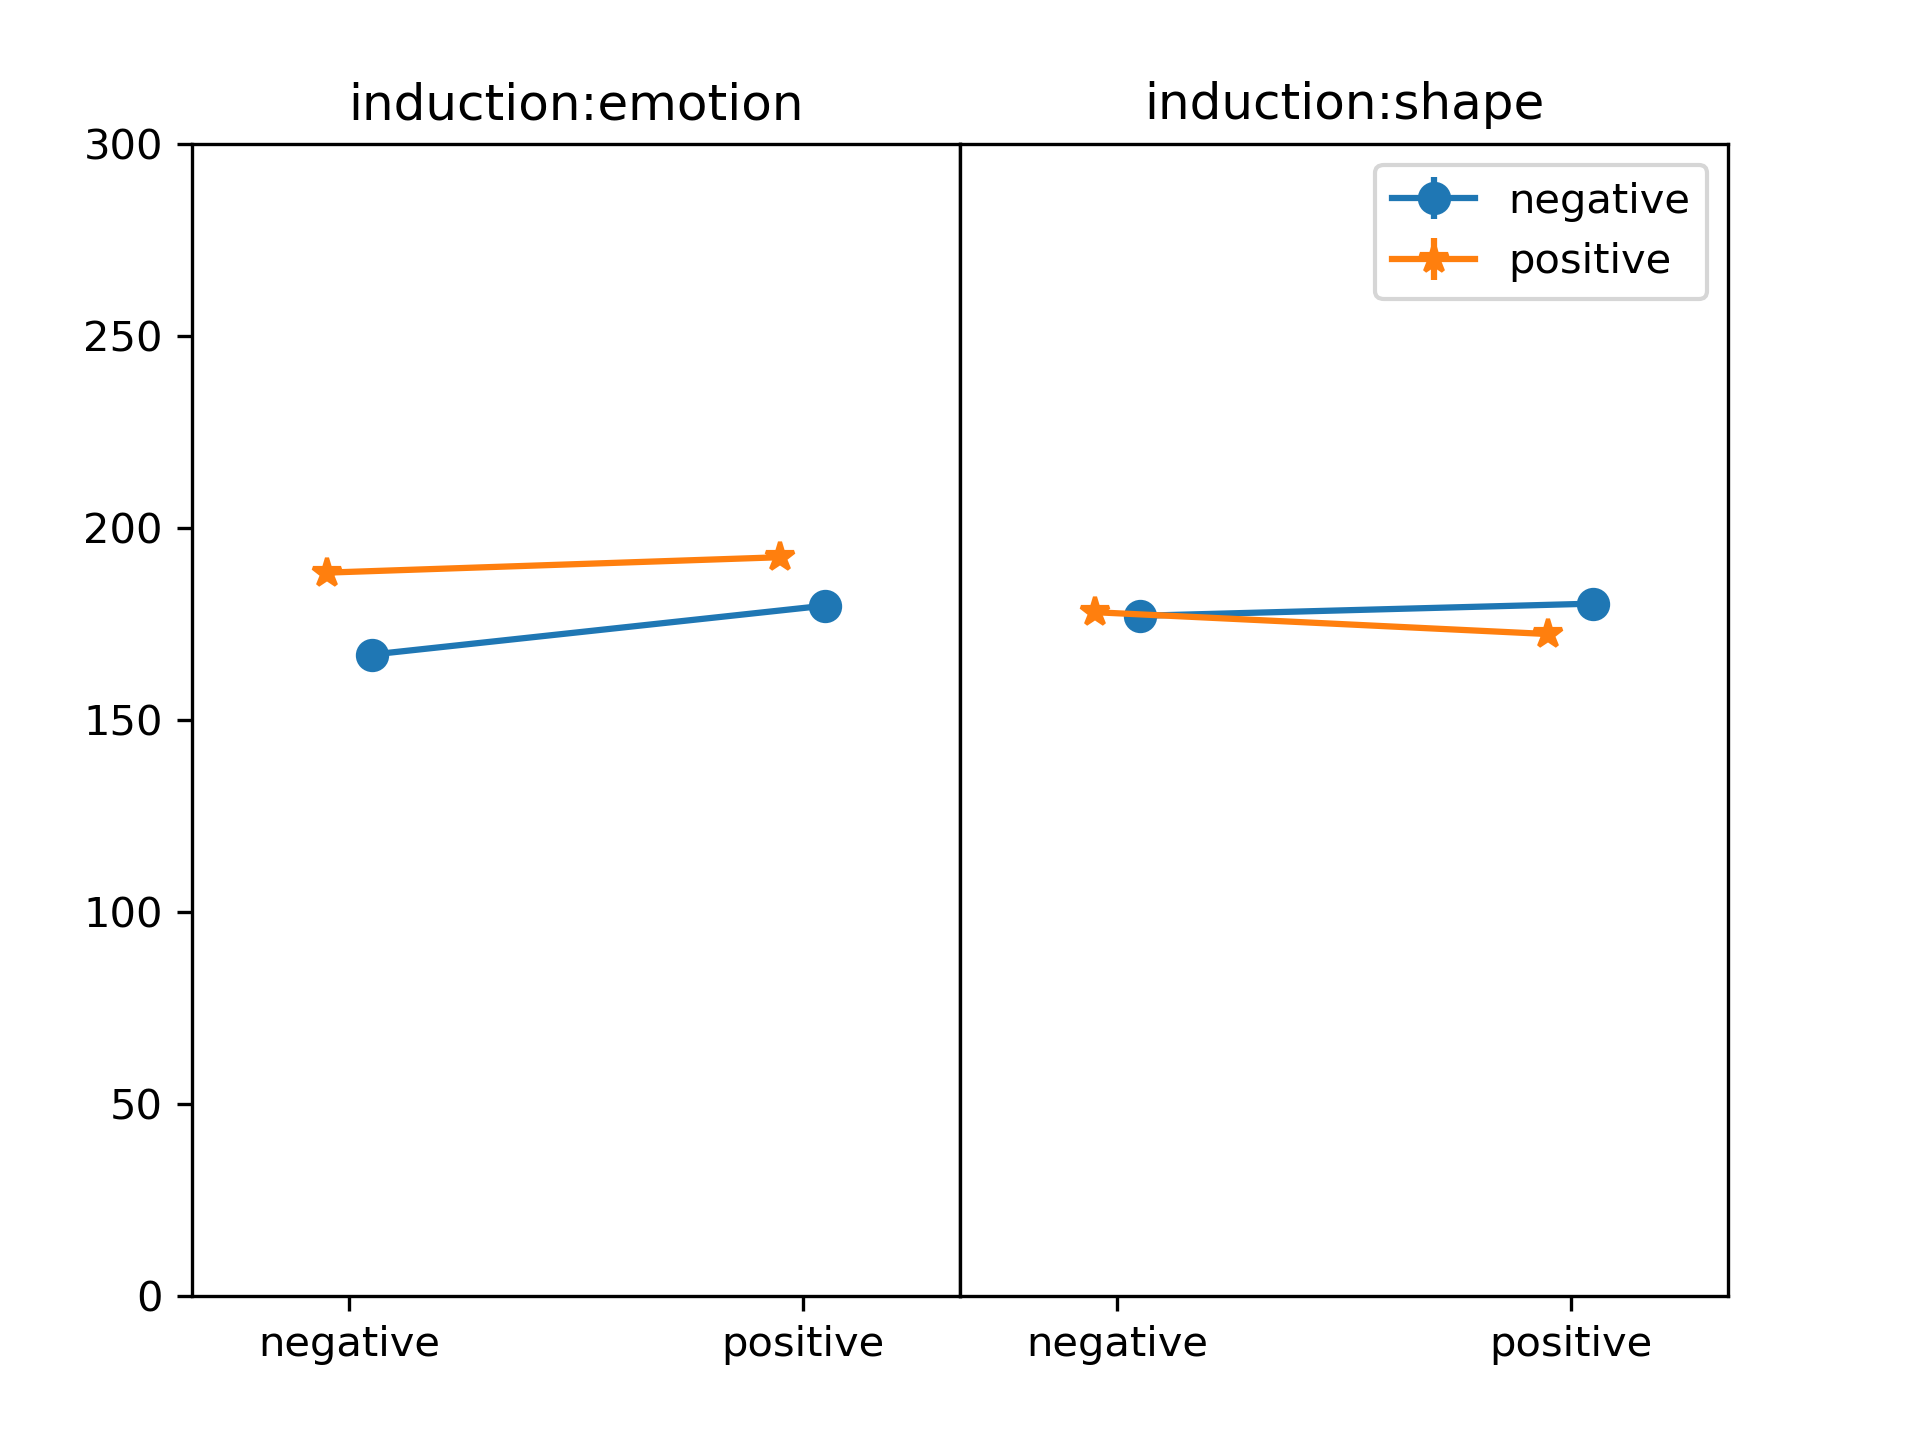 induction:emotion
induction:shape
300
250
200
150
100
50
0
negative
positive
negative
positive
negative
positive